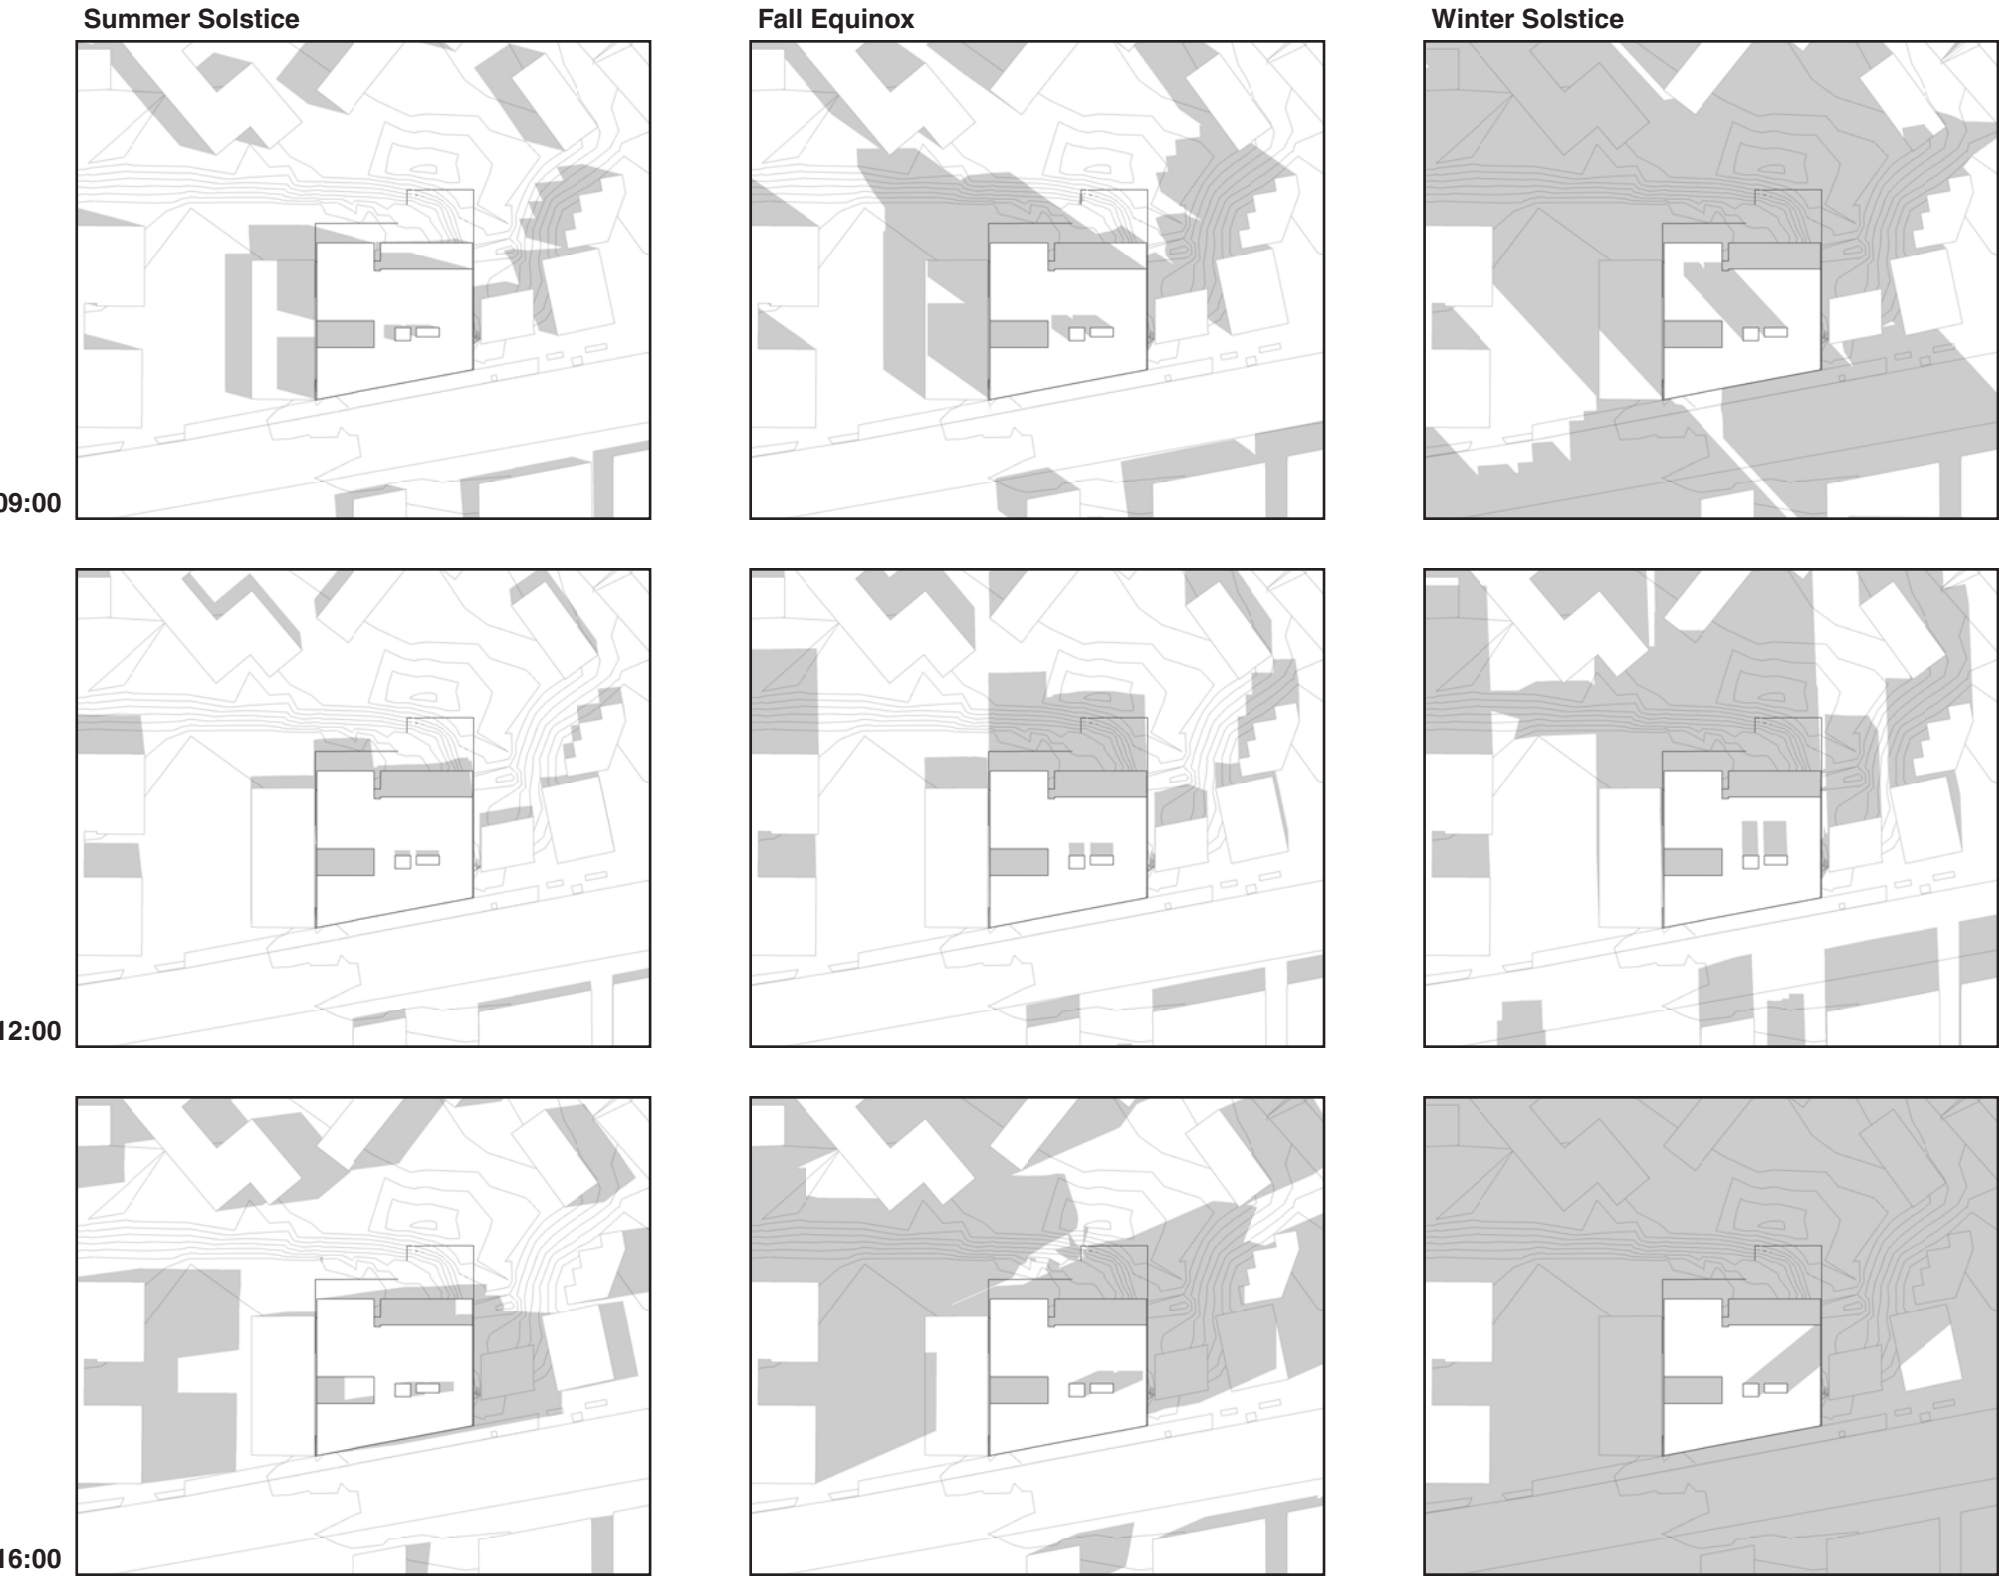 Summer Solstice
Fall Equinox
Winter Solstice
09:00
12:00
16:00